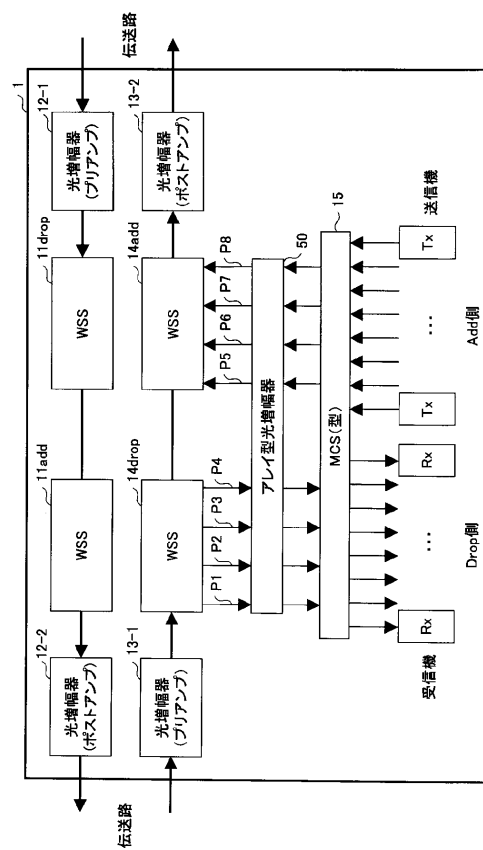 1
伝送路
12-2
光増幅器
(ポストアンプ)
11add
WSS
11drop
WSS
12-1
光増幅器
(プリアンプ)
伝送路
13-1
光増幅器
(プリアンプ)
14drop
WSS
14add
WSS
13-2
光増幅器
(ポストアンプ)
P1
P2
P3
P4
P5
P6
P7
P8
50
アレイ型光増幅器
15
MCS(型)
Rx
...
Rx
Tx
...
Tx
受信機
Drop側
Add側
送信機